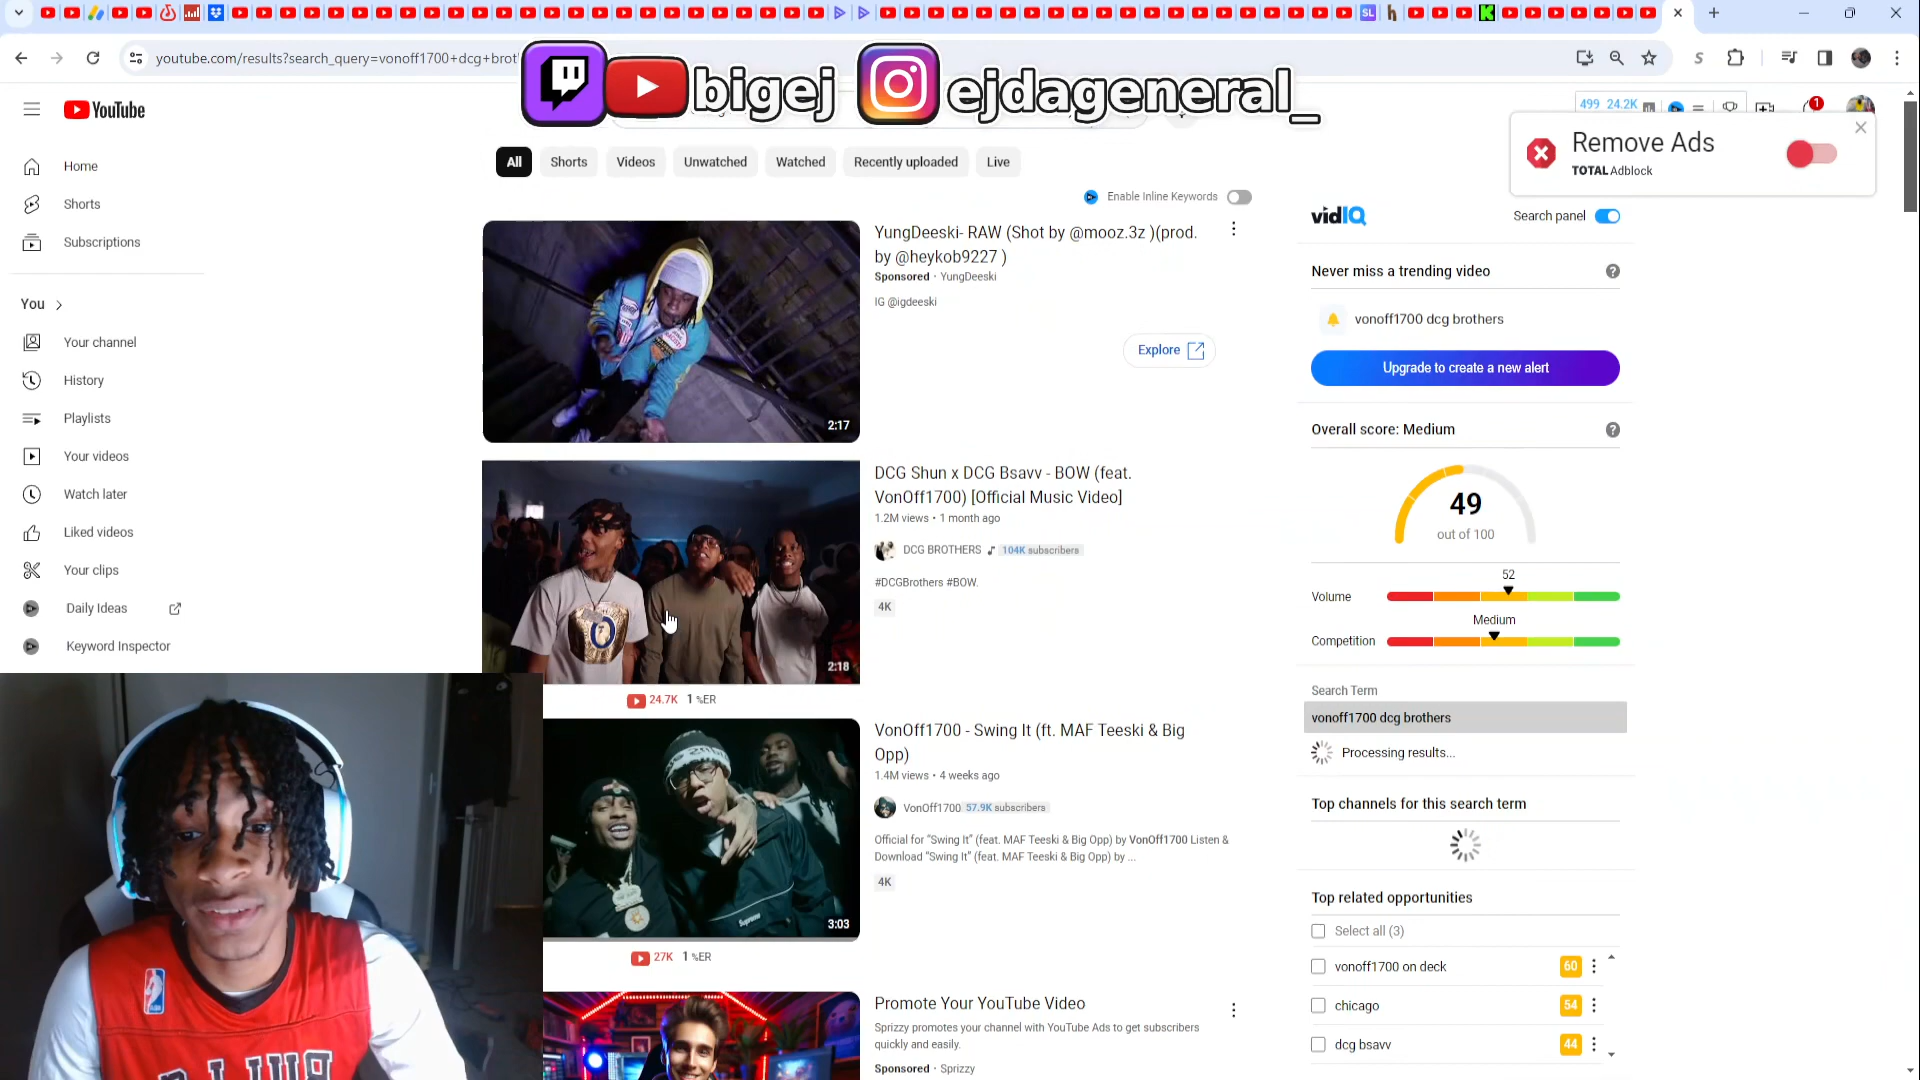 youtube.com/results?search_query=vonoff1700+dcg+brot
bigej
ejdageneral_
YouTube
499 24.2K
1
Remove Ads
TOTAL Adblock
Home
Shorts
Subscriptions
You
Your channel
History
Playlists
Your videos
Watch later
Liked videos
Your clips
Daily Ideas
Keyword Inspector
All
Shorts
Videos
Unwatched
Watched
Recently uploaded
Live
Enable Inline Keywords
YungDeeski- RAW (Shot by @mooz.3z )(prod.
by @heykob9227 )
Sponsored · YungDeeski
IG @igdeeski
Explore
2:17
DCG Shun x DCG Bsavv - BOW (feat.
VonOff1700) [Official Music Video]
1.2M views • 1 month ago
DCG BROTHERS 104K subscribers
#DCGBrothers #BOW.
4K
2:18
24.7K 1 %ER
VonOff1700 - Swing It (ft. MAF Teeski & Big
Opp)
1.4M views • 4 weeks ago
VonOff1700 57.9K subscribers
Official for “Swing It” (feat. MAF Teeski & Big Opp) by VonOff1700 Listen &
Download “Swing It” (feat. MAF Teeski & Big Opp) by ...
4K
Supreme
3:03
27K 1 %ER
Promote Your YouTube Video
Sprizzy promotes your channel with YouTube Ads to get subscribers
quickly and easily.
Sponsored · Sprizzy
vidIQ
Search panel
Never miss a trending video
vonoff1700 dcg brothers
Upgrade to create a new alert
Overall score: Medium
49
out of 100
52
Volume
Medium
Competition
Search Term
vonoff1700 dcg brothers
Processing results...
Top channels for this search term
Top related opportunities
Select all (3)
vonoff1700 on deck 60
chicago 54
dcg bsavv 44